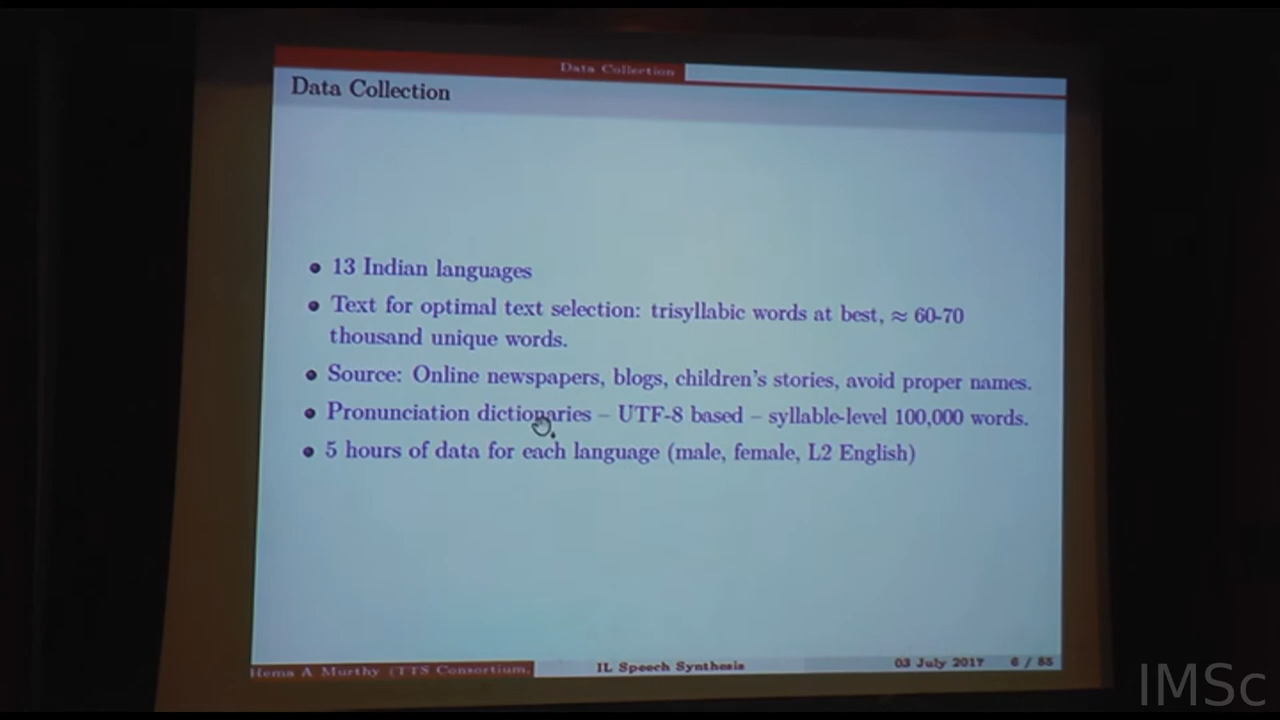 Data Collection
Data Collection
13 Indian languages
Text for optimal text selection: trisyllabic words at best, ≈ 60-70
thousand unique words.
Source: Online newspapers, blogs, children's stories, avoid proper names.
Pronunciation dictionaries – UTF-8 based – syllable-level 100,000 words.
5 hours of data for each language (male, female, L2 English)
Hema A Murthy (TTS Consortium,
IL Speech Synthesis
03 July 2017
6 / 85
IMSc